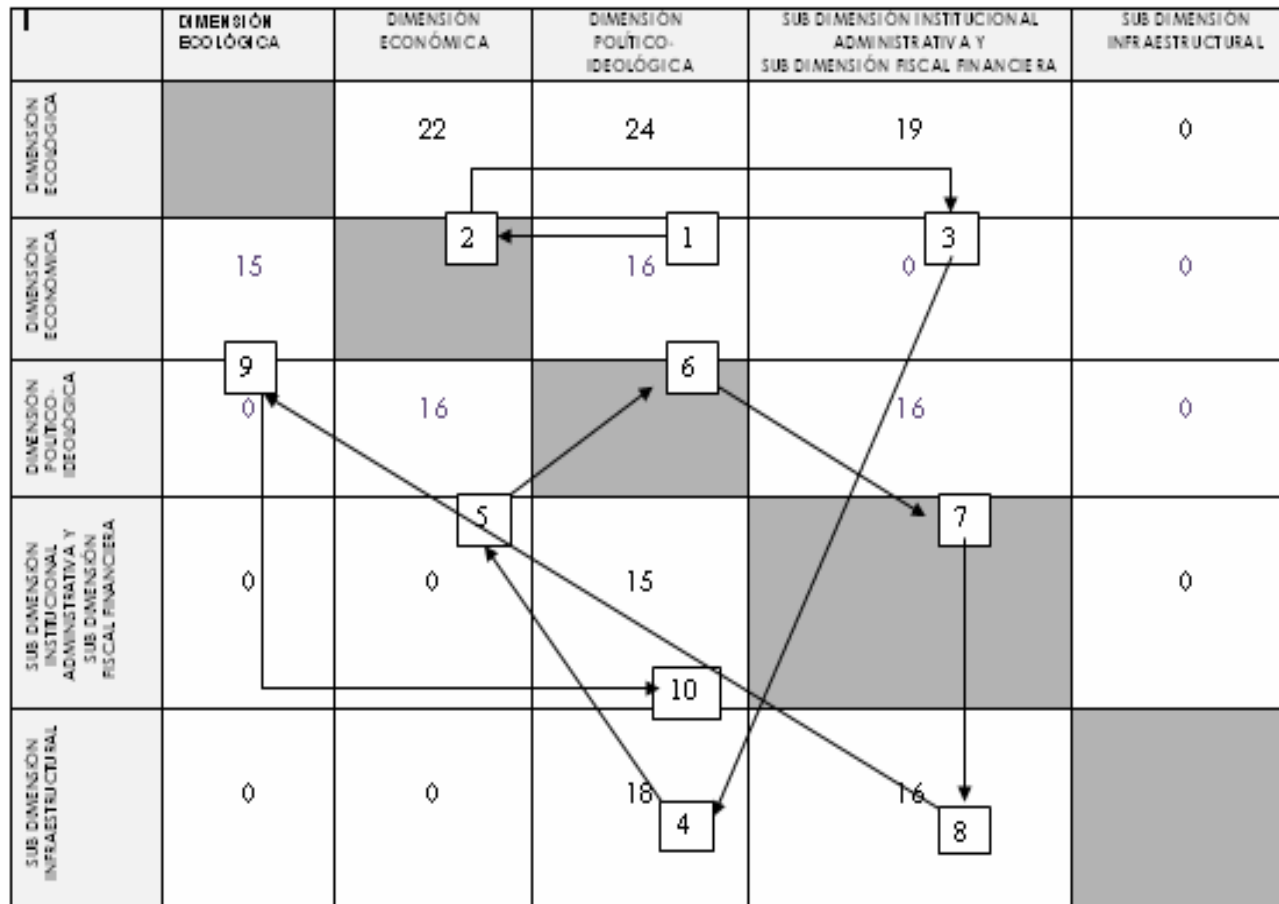 DIMENSIÓN
ECOLÓGICA
DIMENSIÓN
ECONÓMICA
DIMENSIÓN
POLÍTICO-
IDEOLÓGICA
SUB DIMENSIÓN INSTITUCIONAL
ADMINISTRATIVA Y
SUB DIMENSIÓN FISCAL FINANCIERA
SUB DIMENSIÓN
INFRAESTRUCTURAL
DIMENSIÓN
ECOLÓGICA
22
24
19
0
2
1
3
DIMENSIÓN
ECONÓMICA
15
16
0
0
9
6
DIMENSIÓN
POLÍTICO-
IDEOLÓGICA
0
16
16
0
5
7
SUB DIMENSIÓN
INSTITUCIONAL
ADMINISTRATIVA Y
SUB DIMENSIÓN
FISCAL FINANCIERA
0
0
15
0
10
SUB DIMENSIÓN
INFRAESTRUCTURAL
0
0
18
16
4
8